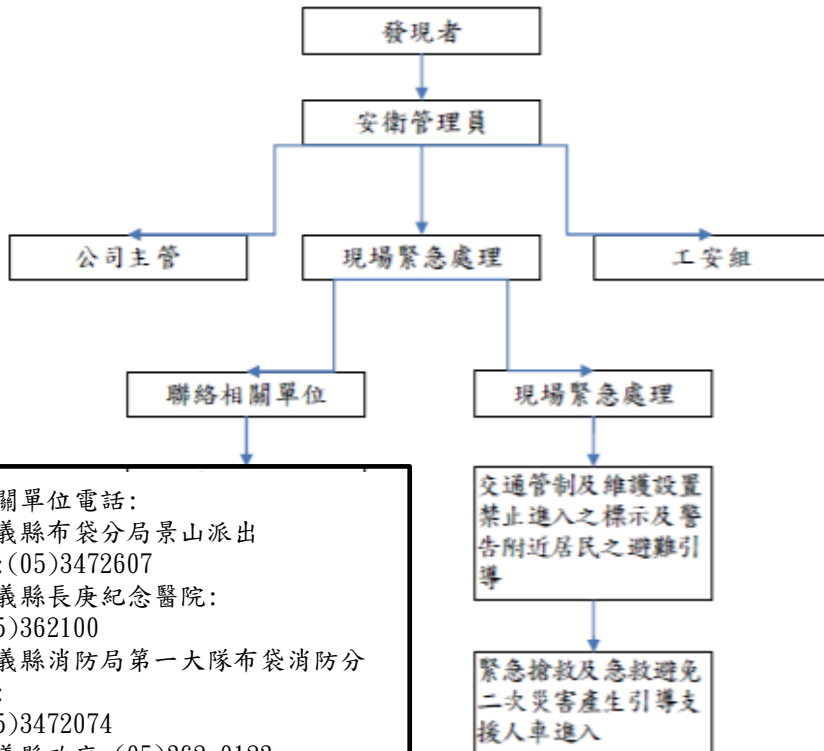 發現者
安衛管理員
公司主管
現場緊急處理
工安組
聯絡相關單位
現場緊急處理
關單位電話:
義縣布袋分局景山派出
:(05)3472607
義縣長庚紀念醫院:
5)362100
義縣消防局第一大隊布袋消防分
:
5)3472074
交通管制及維護設置
禁止進入之標示及警
告附近居民之避難引
導
緊急搶救及急救避免
二次災害產生引導支
援人車進入